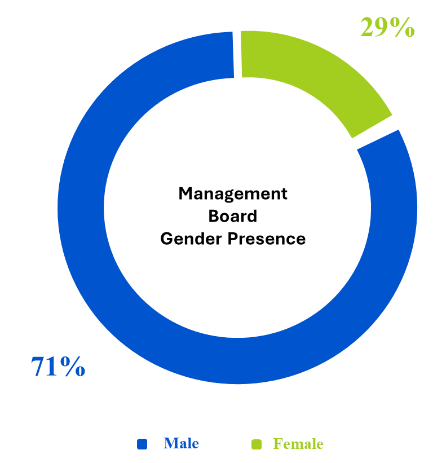 29%
Management
Board
Gender Presence
71%
Male Female